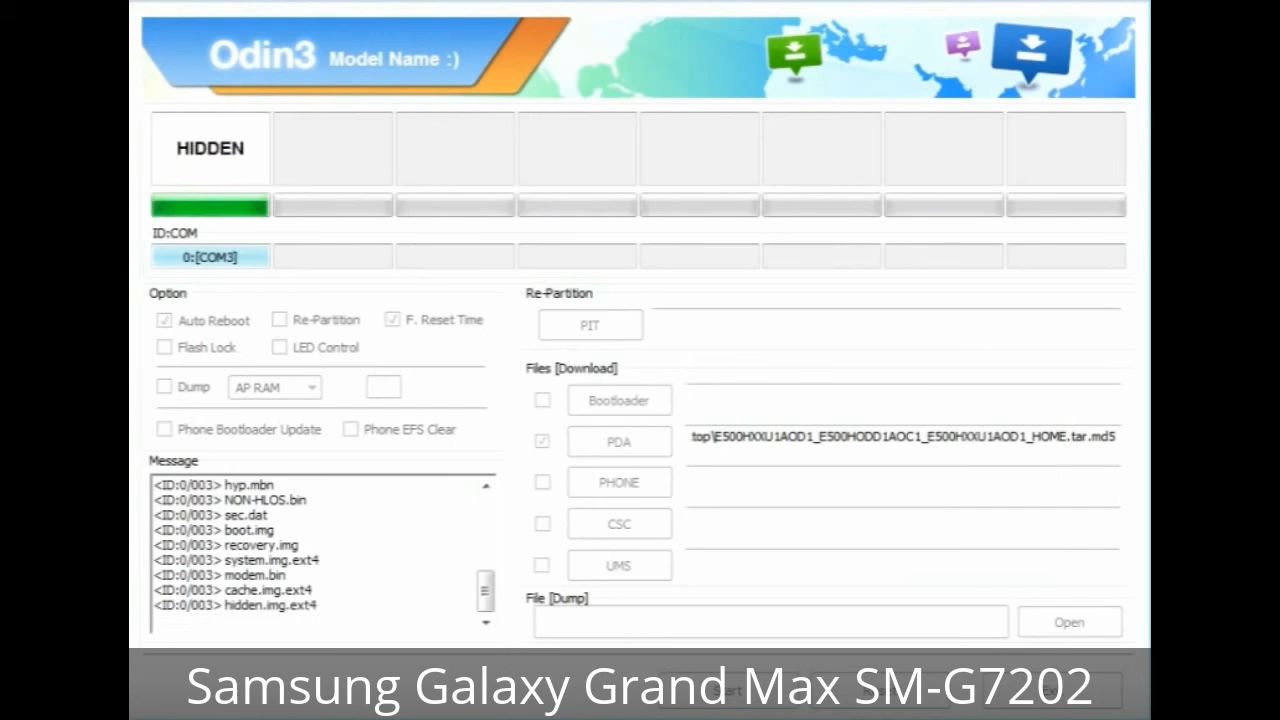 Odin3 Model Name :)
HIDDEN
ID:COM
0:[COM3]
Option
Auto Reboot Re-Partition F. Reset Time
Flash Lock LED Control
Dump AP RAM
Phone Bootloader Update Phone EFS Clear
Message
<ID:0/003> hyp.mbn
<ID:0/003> NON-HLOS.bin
<ID:0/003> sec.dat
<ID:0/003> boot.img
<ID:0/003> recovery.img
<ID:0/003> system.img.ext4
<ID:0/003> modem.bin
<ID:0/003> cache.img.ext4
<ID:0/003> hidden.img.ext4
Re-Partition
PIT
Files [Download]
Bootloader
PDA top\E500HXXU1AOD1_E500HODD1AOC1_E500HXXU1AOD1_HOME.tar.md5
PHONE
CSC
UMS
File [Dump]
Open
Samsung Galaxy Grand Max SM-G7202